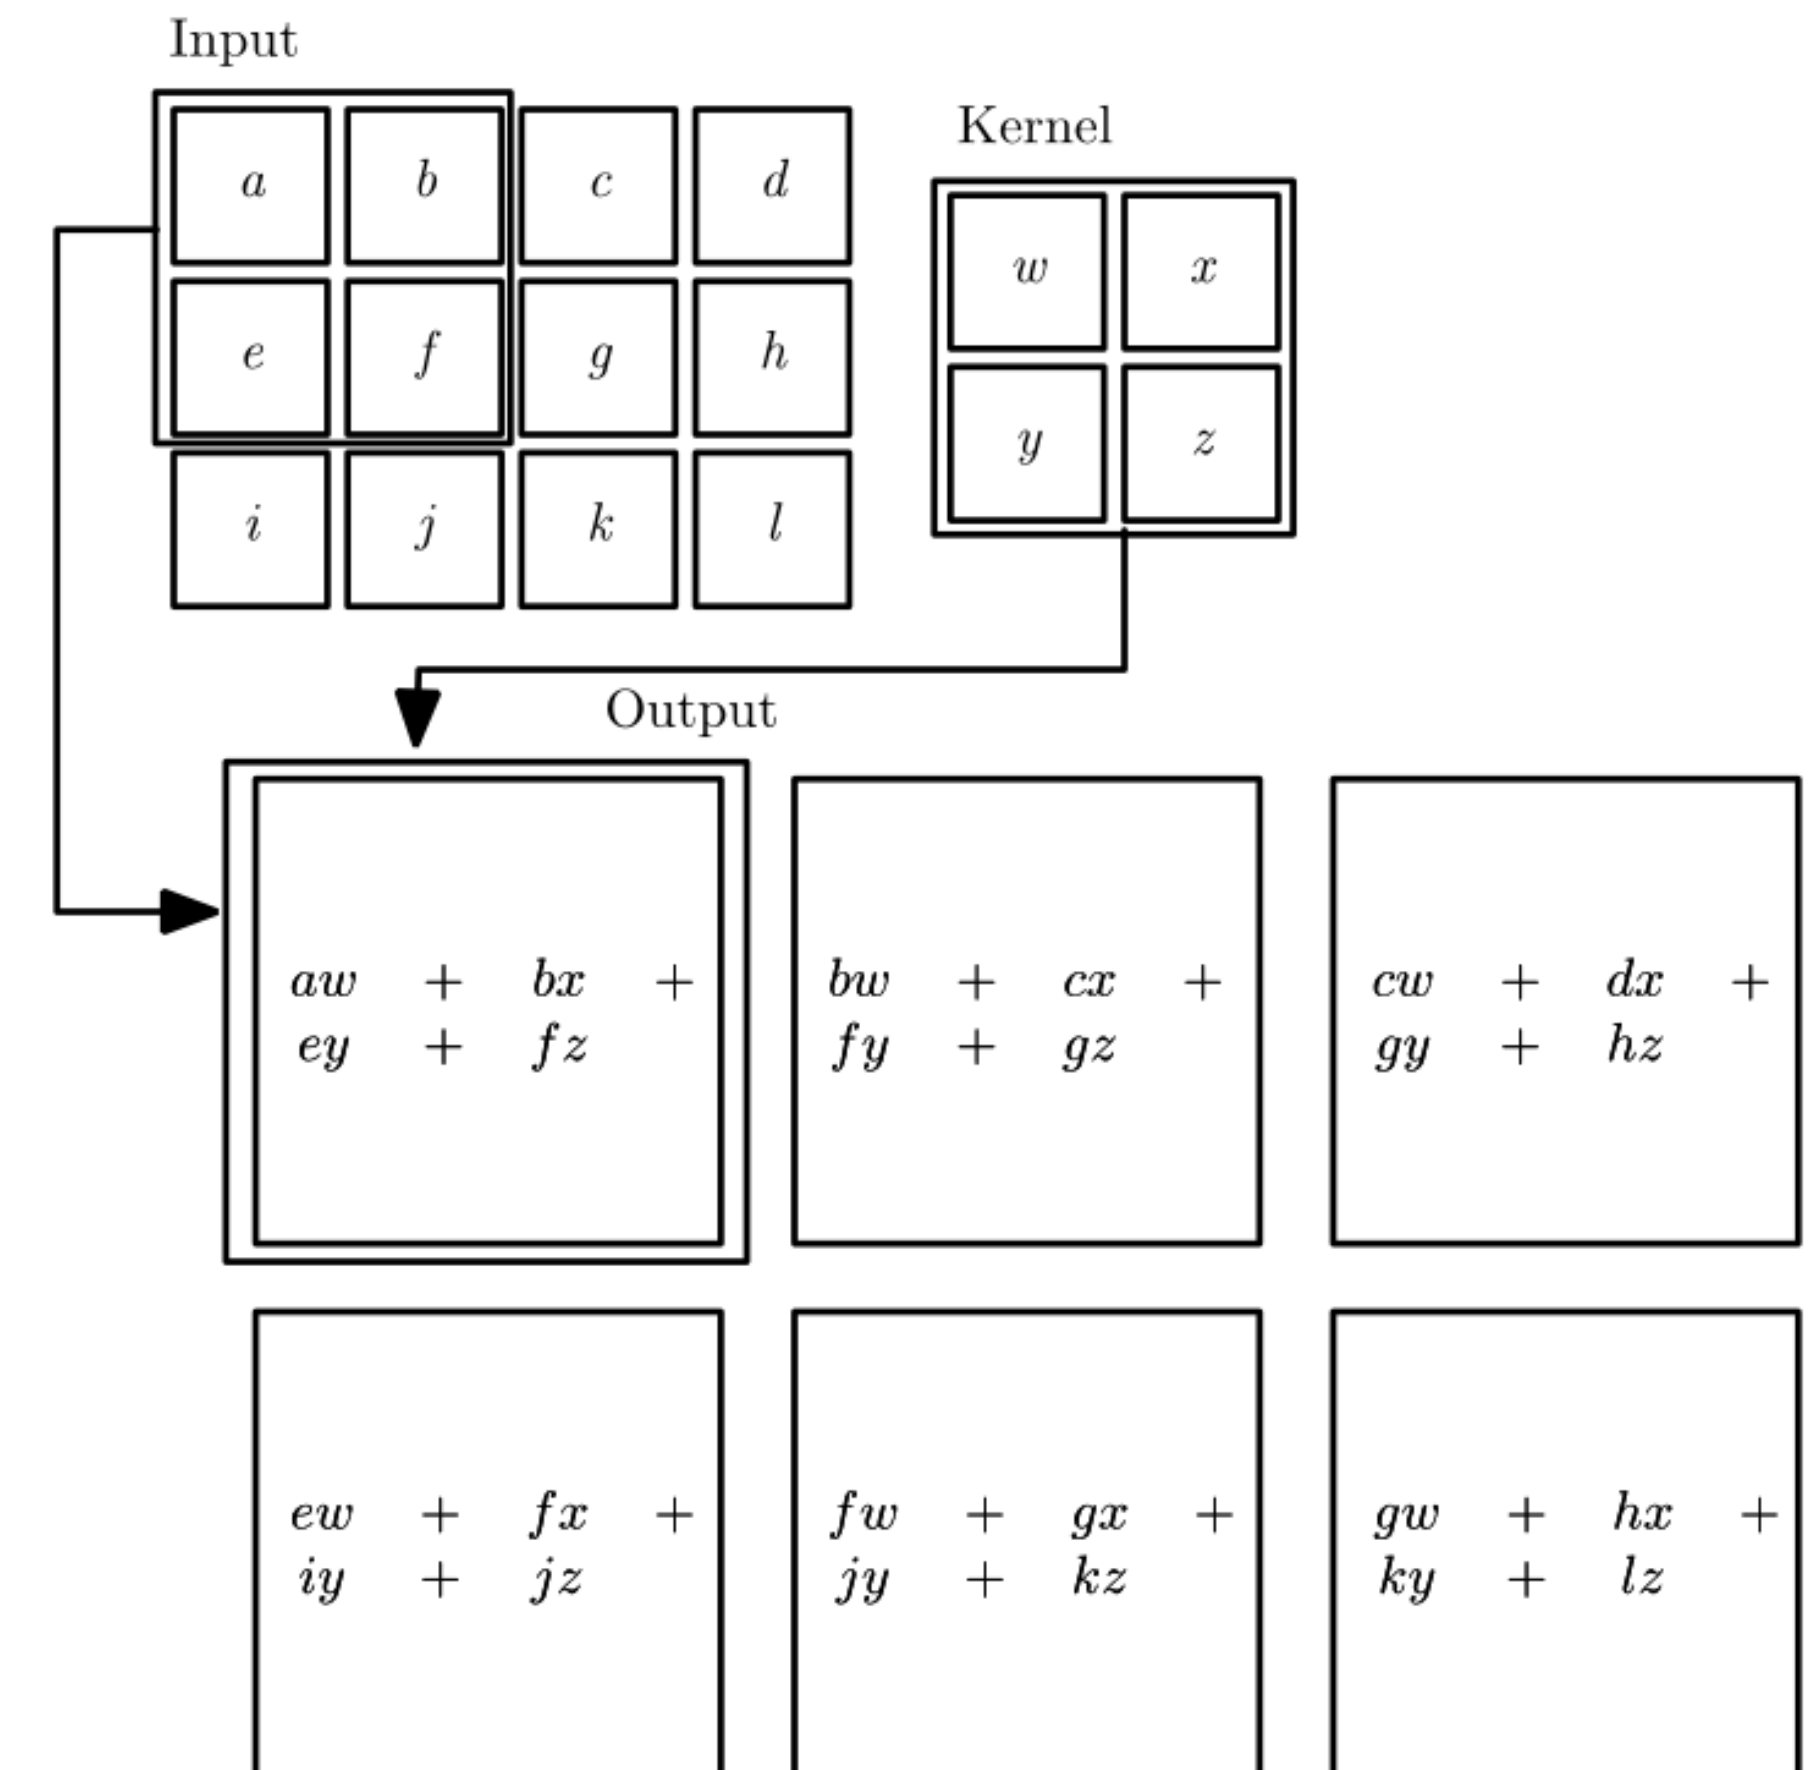 Input
Kernel
a b c d
w x
e f g h
y z
i j k l
Output
aw + bx +
ey + fz
bw + cx +
fy + gz
cw + dx +
gy + hz
ew + fx +
iy + jz
fw + gx +
jy + kz
gw + hx +
ky + lz